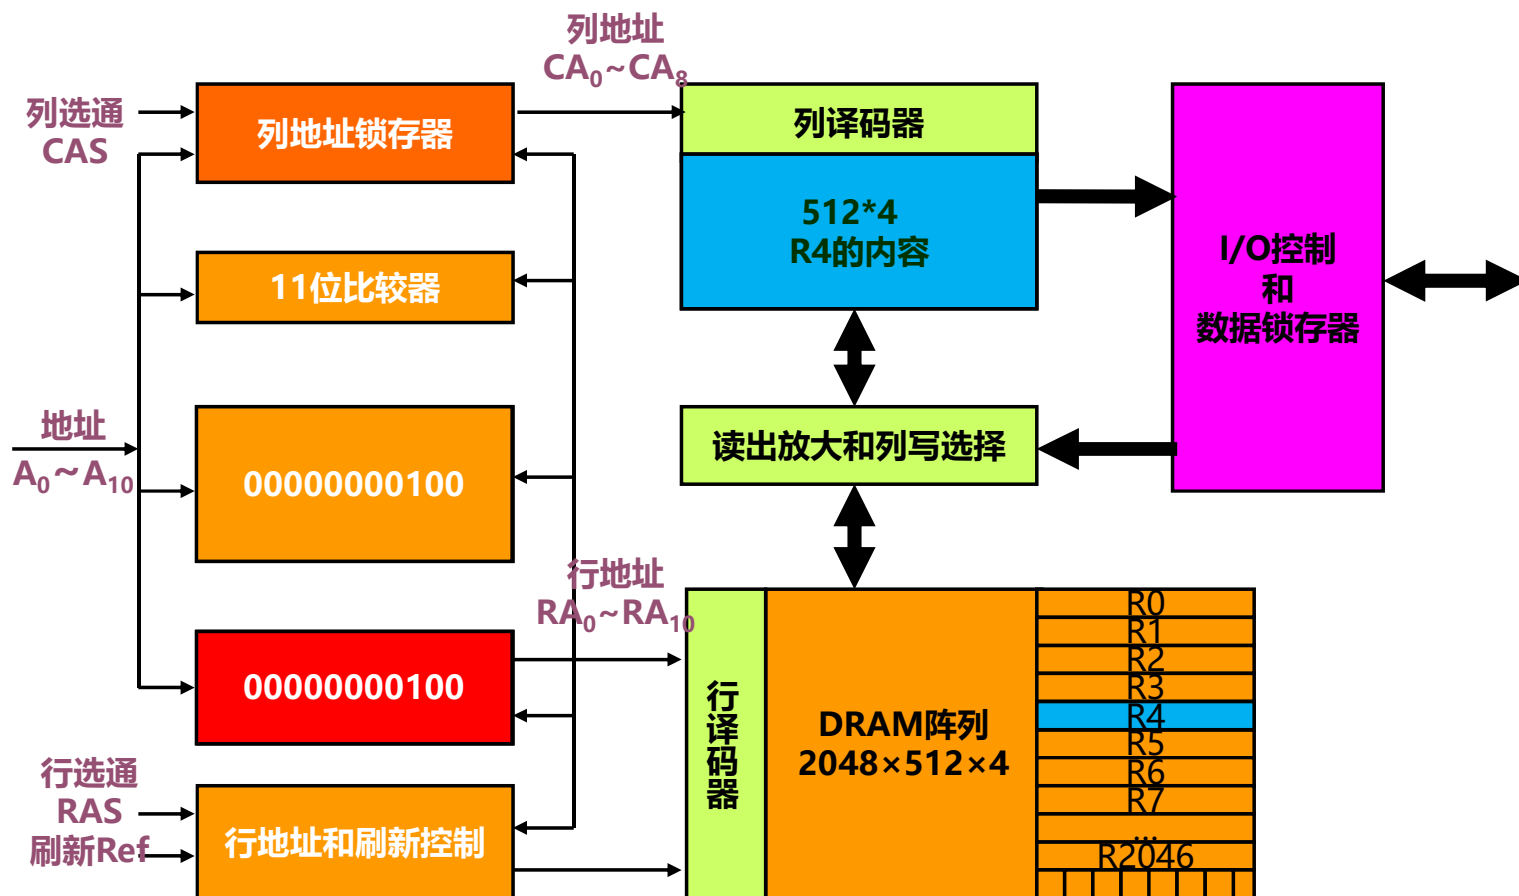 列地址
CA₀~CA₈
列选通
CAS
列地址锁存器
列译码器
512*4
R4的内容
I/O控制
和
数据锁存器
11位比较器
地址
A₀～A₁₀
00000000100
读出放大和列写选择
行地址
RA₀~RA₁₀
00000000100
行译码器
DRAM阵列
2048×512×4
R0
R1
R2
R3
R4
R5
R6
R7
...
R2046
行选通
RAS
刷新Ref
行地址和刷新控制